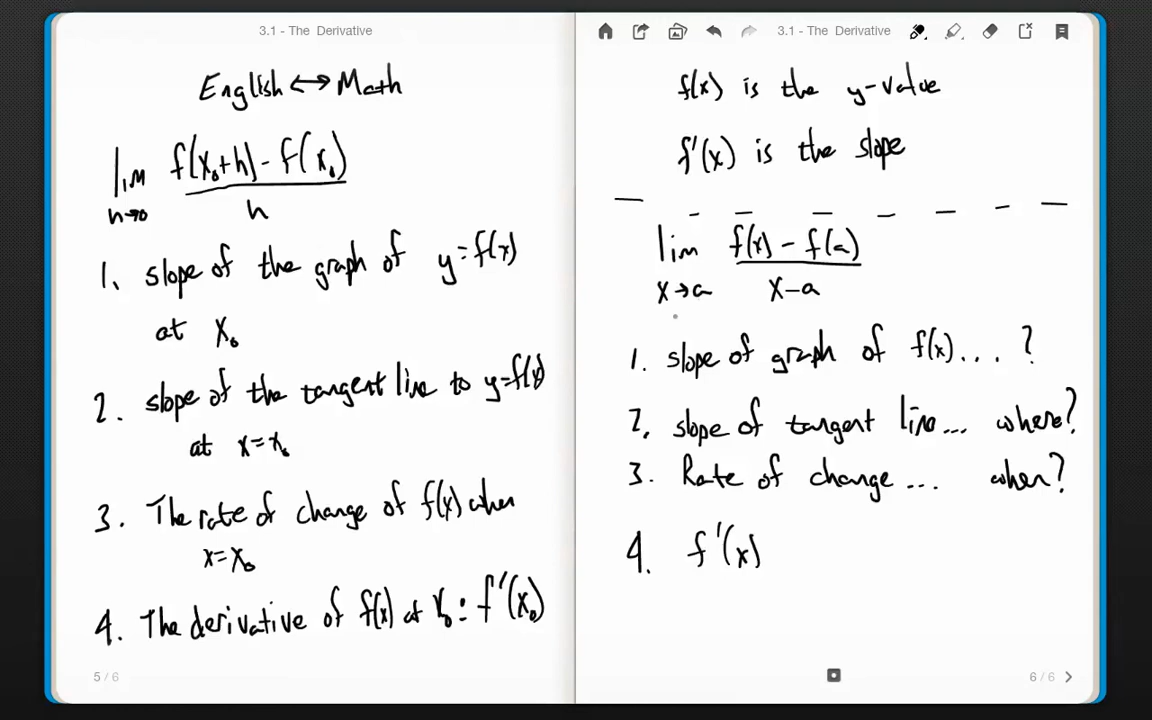 3.1 - The Derivative
English ↔ Math
lim h→0 f(x₀+h) - f(x₀) / h
1. slope of the graph of y=f(x)
at x₀
2. slope of the tangent line to y=f(x)
at x=x₀
3. The rate of change of f(x) when
x=x₀
4. The derivative of f(x) at x₀: f'(x₀)
5 / 6
3.1 - The Derivative
f(x) is the y-value
f'(x) is the slope
lim x→a f(x) - f(a) / x-a
1. slope of graph of f(x)... ?
2. slope of tangent line... where?
3. Rate of change... when?
4. f'(x)
6 / 6